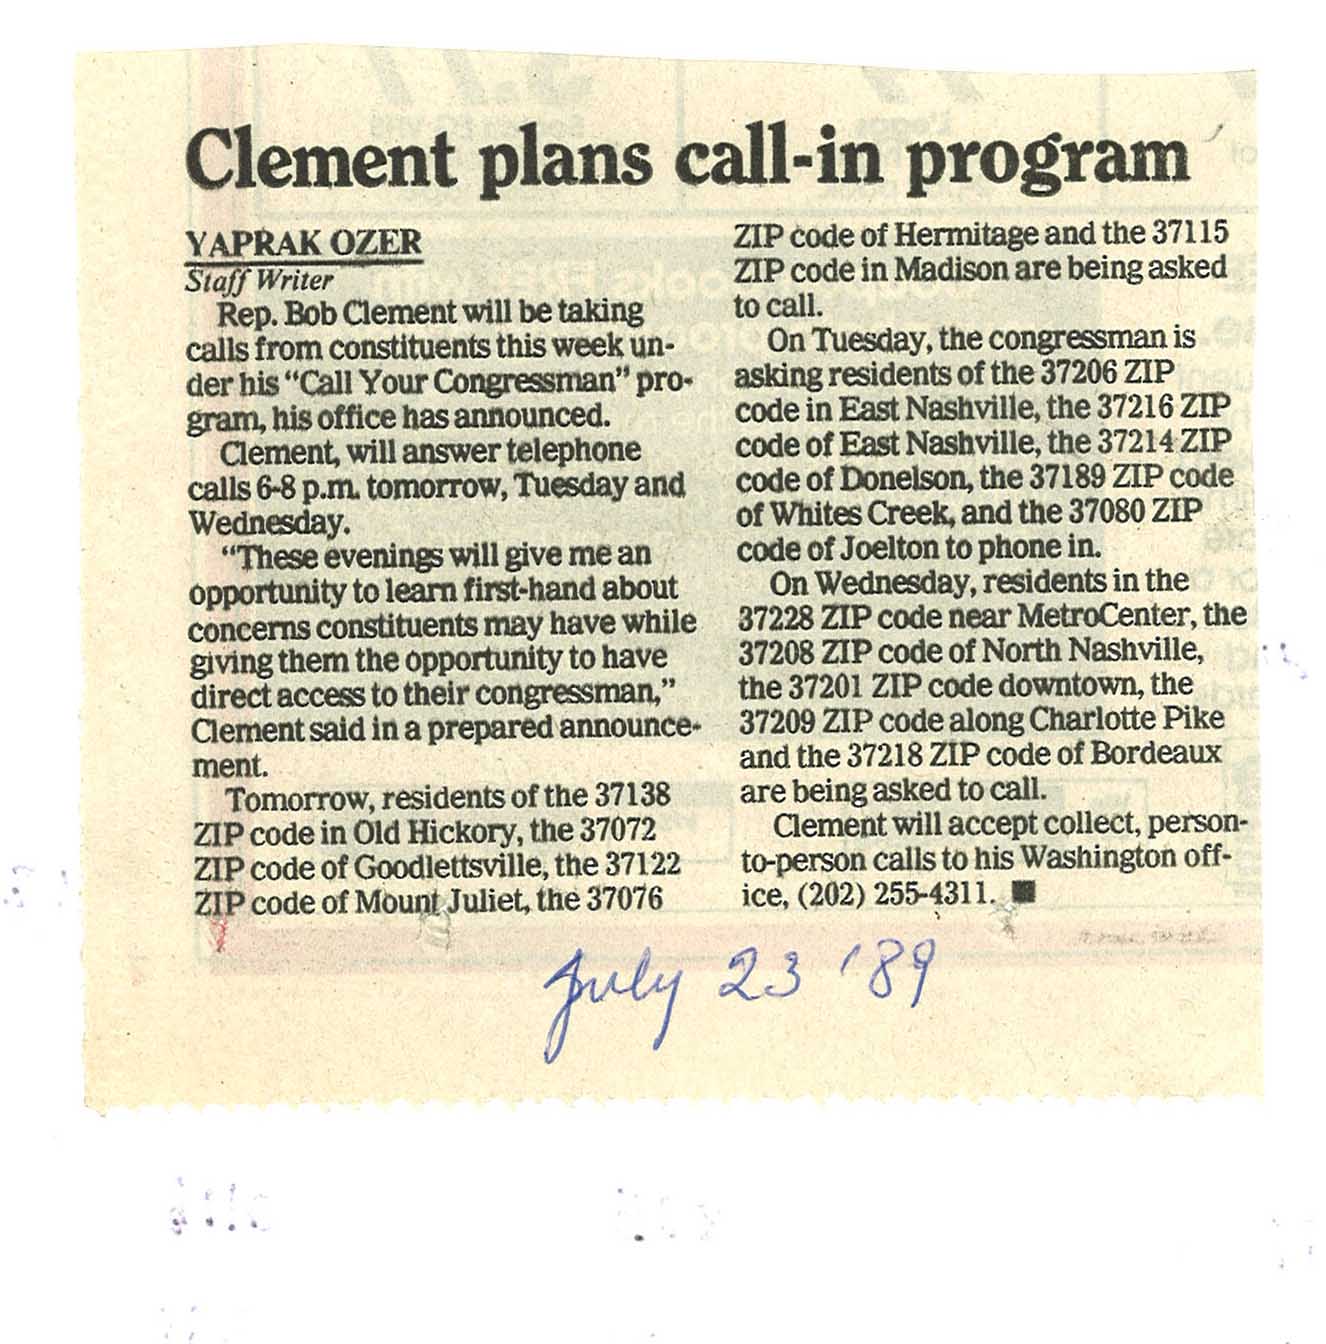 Clement plans call-in program
YAPRAK OZER
Staff Writer
Rep. Bob Clement will be taking
calls from constituents this week un-
der his “Call Your Congressman” pro-
gram, his office has announced.
Clement, will answer telephone
calls 6-8 p.m. tomorrow, Tuesday and
Wednesday.
“These evenings will give me an
opportunity to learn first-hand about
concerns constituents may have while
giving them the opportunity to have
direct access to their congressman,”
Clement said in a prepared announce-
ment.
Tomorrow, residents of the 37138
ZIP code in Old Hickory, the 37072
ZIP code of Goodlettsville, the 37122
ZIP code of Mount Juliet, the 37076
ZIP code of Hermitage and the 37115
ZIP code in Madison are being asked
to call.
On Tuesday, the congressman is
asking residents of the 37206 ZIP
code in East Nashville, the 37216 ZIP
code of East Nashville, the 37214 ZIP
code of Donelson, the 37189 ZIP code
of Whites Creek, and the 37080 ZIP
code of Joelton to phone in.
On Wednesday, residents in the
37228 ZIP code near MetroCenter, the
37208 ZIP code of North Nashville,
the 37201 ZIP code downtown, the
37209 ZIP code along Charlotte Pike
and the 37218 ZIP code of Bordeaux
are being asked to call.
Clement will accept collect, person-
to-person calls to his Washington off-
ice, (202) 255-4311. ■
July 23 '89